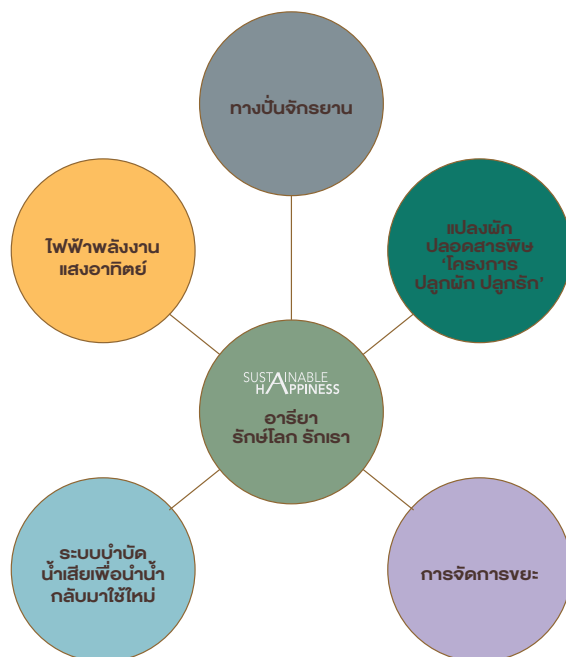 ทางปั่นจักรยาน
ไฟฟ้าพลังงาน
แสงอาทิตย์
แปลงผัก
ปลอดสารพิษ
‘โครงการ
ปลูกผัก ปลูกรัก’
SUSTAINABLE
HAPPINESS
อารียา
รักษ์โลก รักเรา
ระบบบำบัด
น้ำเสียเพื่อนำน้ำ
กลับมาใช้ใหม่
การจัดการขยะ